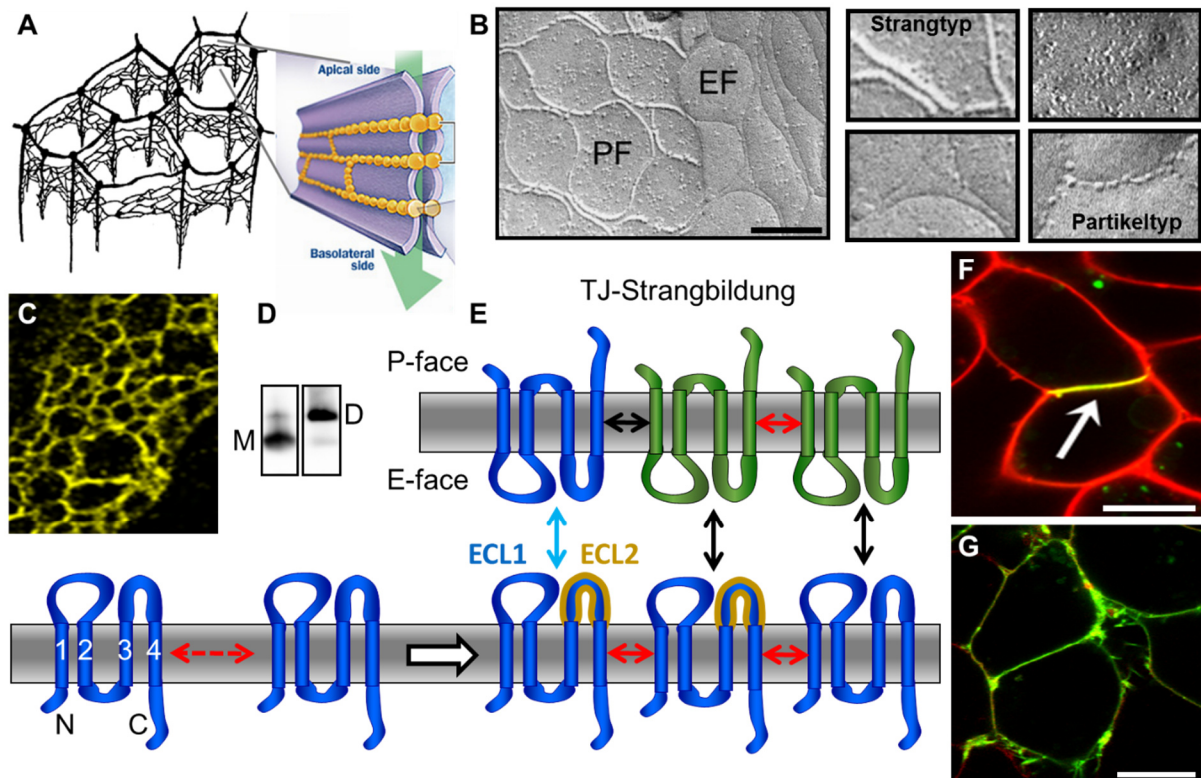 A
Apical side
Basolateral
side
B
PF
EF
Strangtyp
Partikeltyp
C
D
M
D
E
TJ-Strangbildung
P-face
E-face
ECL1
ECL2
1 2 3 4
N
C
F
G